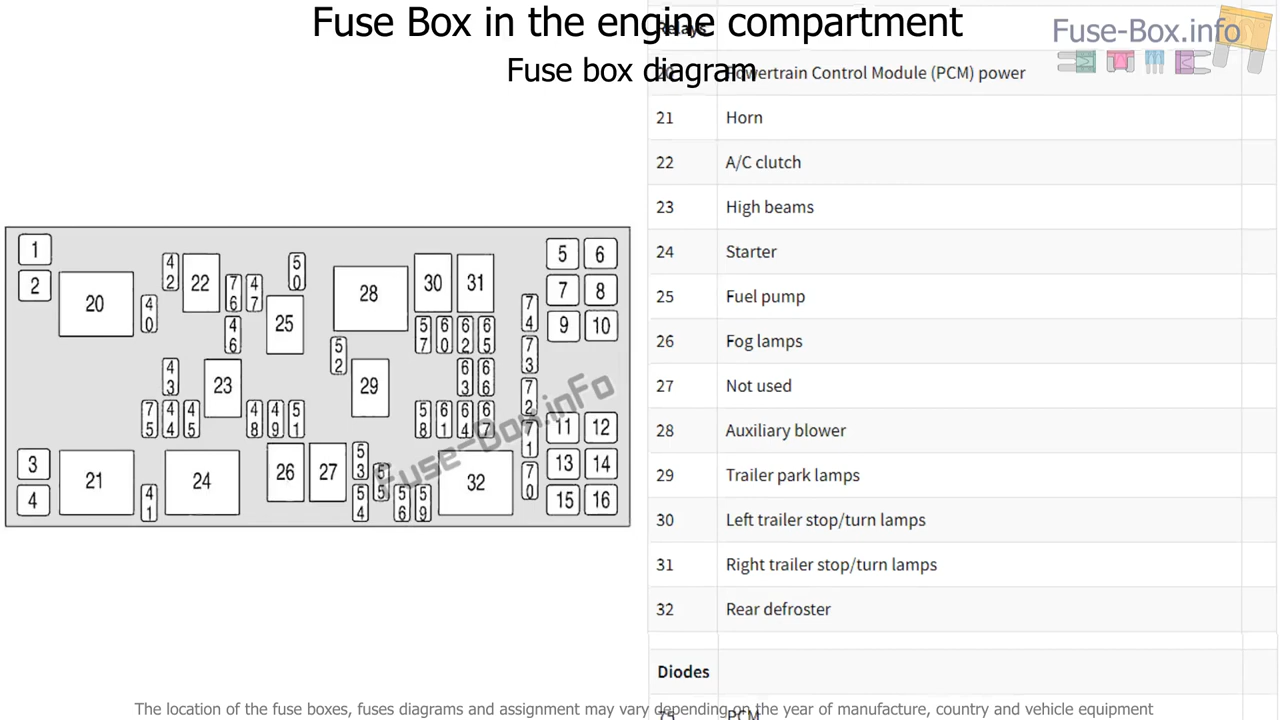 Fuse Box in the engine compartment
Fuse box diagram
Fuse-Box.info
Relays
20 Powertrain Control Module (PCM) power
21 Horn
22 A/C clutch
23 High beams
24 Starter
25 Fuel pump
26 Fog lamps
27 Not used
28 Auxiliary blower
29 Trailer park lamps
30 Left trailer stop/turn lamps
31 Right trailer stop/turn lamps
32 Rear defroster
Diodes
75 PCM
1 42 22 50 30 31 5 6
2 20 40 76 47 28 7 8
46 25 57 60 62 65 74 9 10
43 23 52 29 63 66 73
75 44 45 48 49 51 58 61 64 67 72 71 11 12
3 21 24 26 27 53 55 32 70 13 14
4 41 54 56 59 15 16
Fuse-Box.inFo
The location of the fuse boxes, fuses diagrams and assignment may vary depending on the year of manufacture, country and vehicle equipment